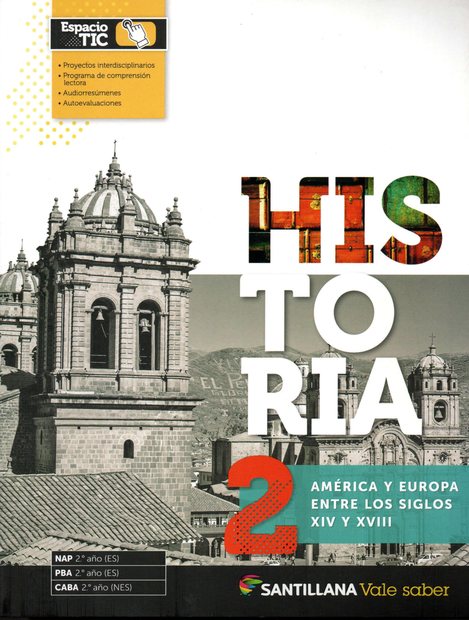 Espacio
TIC
• Proyectos interdisciplinarios
• Programa de comprensión
lectora
• Audiorresúmenes
• Autoevaluaciones
HIS
TO
RIA
2
AMÉRICA Y EUROPA
ENTRE LOS SIGLOS
XIV Y XVIII
NAP 2.º año (ES)
PBA 2.º año (ES)
CABA 2.º año (NES)
SANTILLANA Vale saber